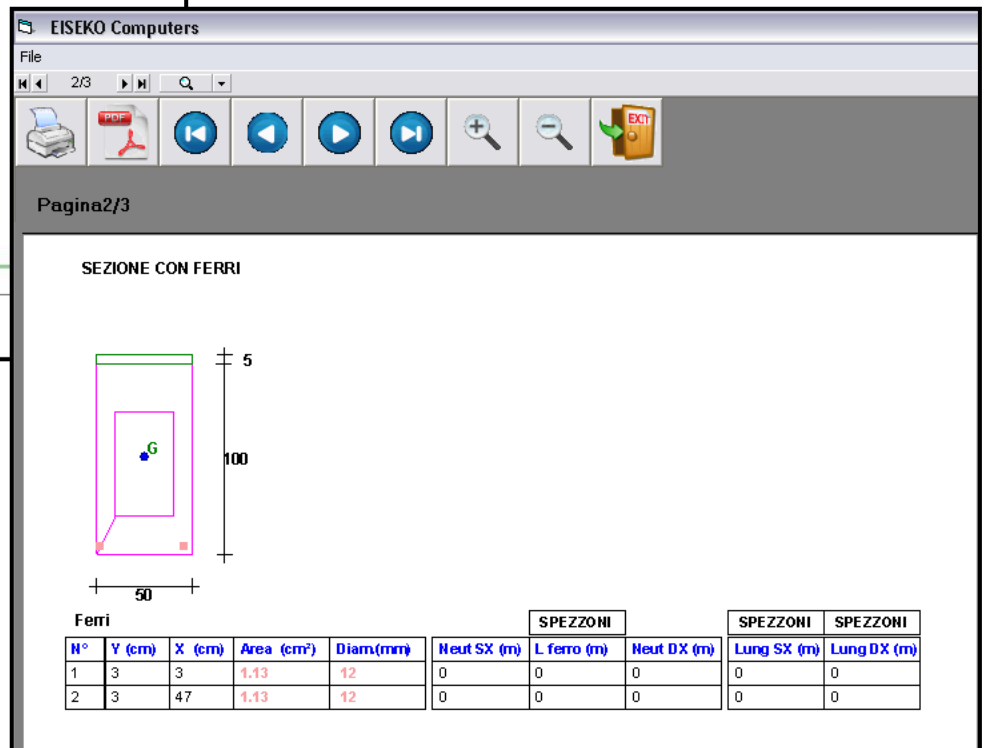 EISEKO Computers
File
2/3
PDF
EXIT
Pagina2/3
SEZIONE CON FERRI
5
G
100
50
Ferri SPEZZONI SPEZZONI SPEZZONI
N° Y (cm) X (cm) Area (cm²) Diam.(mm) Neut SX (m) L ferro (m) Neut DX (m) Lung SX (m) Lung DX (m)
1 3 3 1.13 12 0 0 0 0 0
2 3 47 1.13 12 0 0 0 0 0